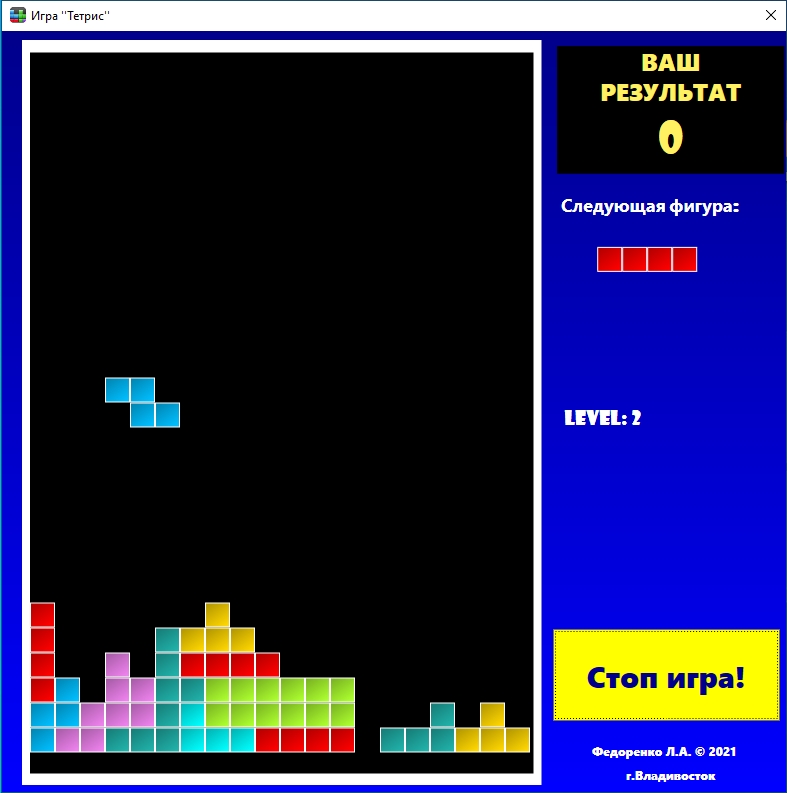 Игра "Тетрис"
ВАШ
РЕЗУЛЬТАТ
0
Следующая фигура:
LEVEL: 2
Стоп игра!
Федоренко Л.А. © 2021
г.Владивосток